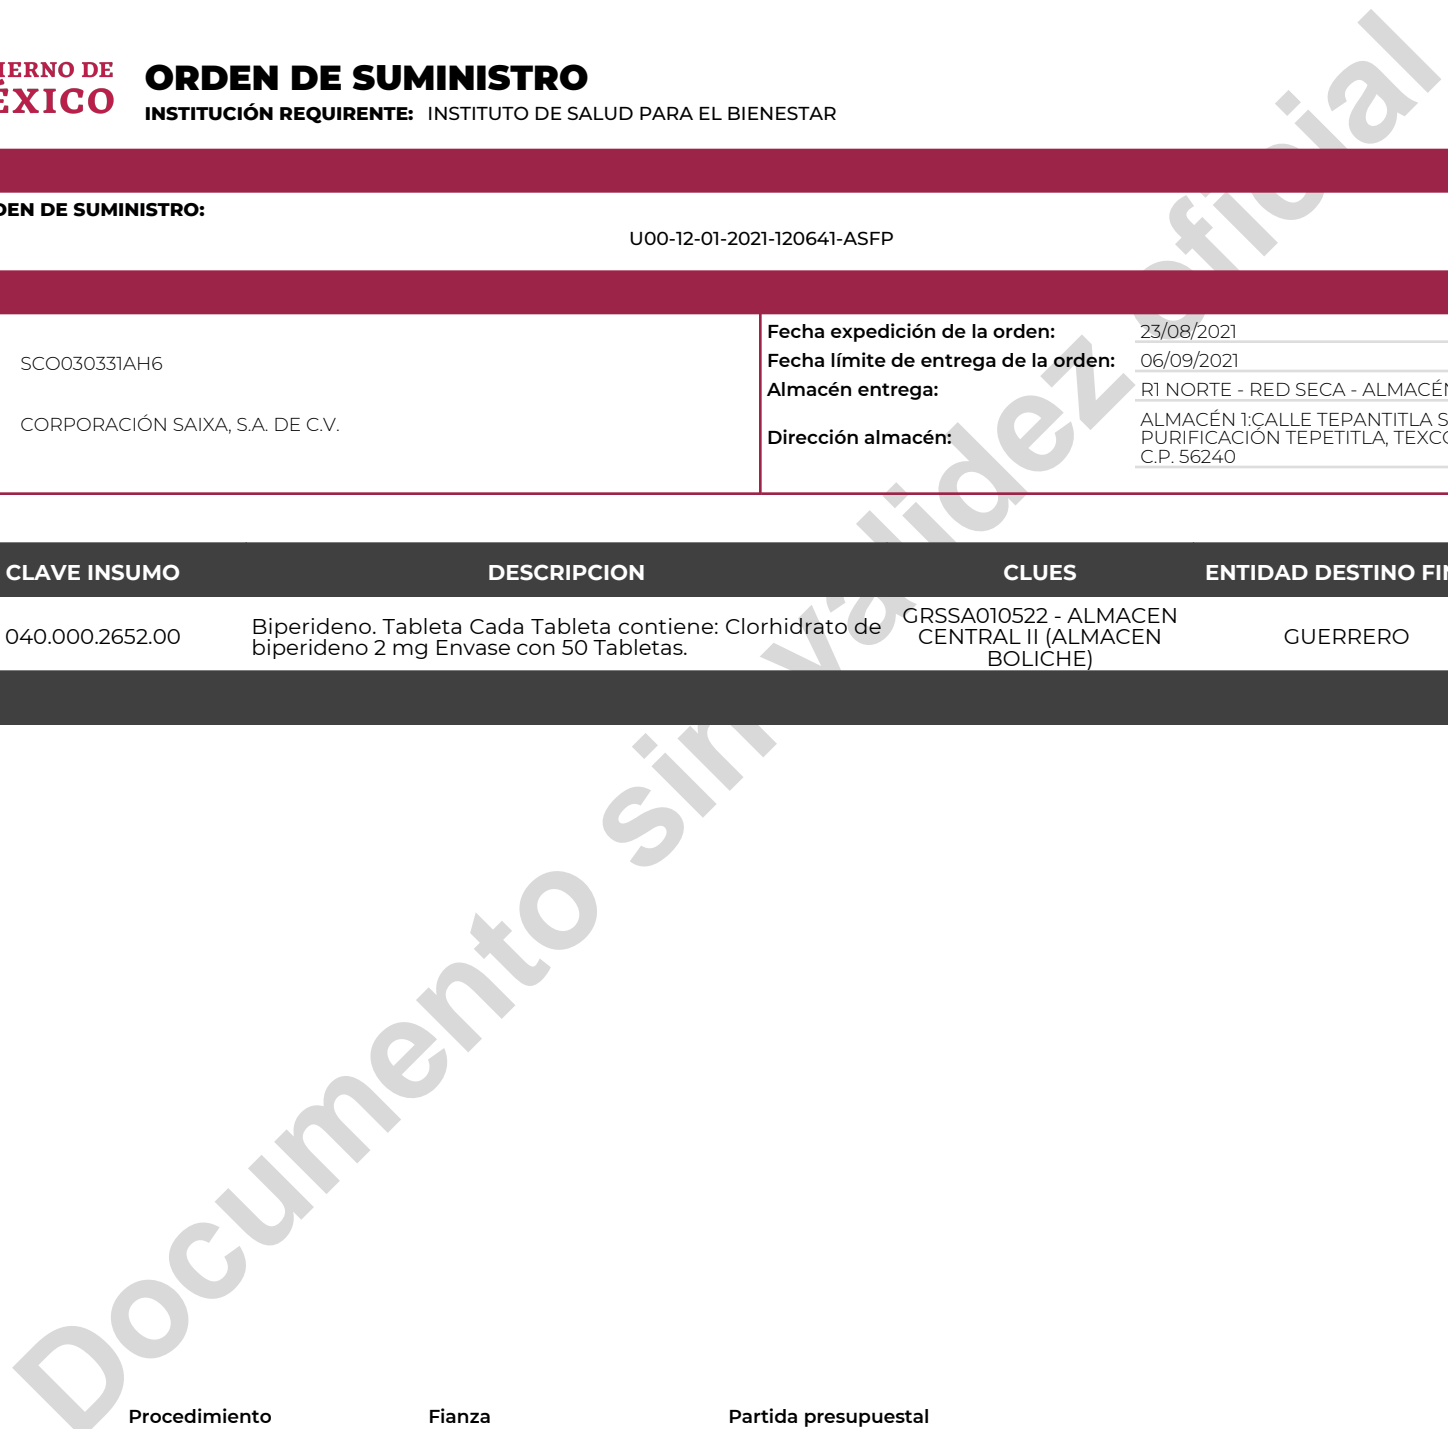 IERNO DE
ÉXICO
ORDEN DE SUMINISTRO
INSTITUCIÓN REQUIRENTE: INSTITUTO DE SALUD PARA EL BIENESTAR
DEN DE SUMINISTRO:
U00-12-01-2021-120641-ASFP
SCO030331AH6
CORPORACIÓN SAIXA, S.A. DE C.V.
Fecha expedición de la orden: 23/08/2021
Fecha límite de entrega de la orden: 06/09/2021
Almacén entrega: R1 NORTE - RED SECA - ALMACÉN
Dirección almacén: ALMACÉN 1:CALLE TEPANTITLA S
PURIFICACIÓN TEPETITLA, TEXCO
C.P. 56240
CLAVE INSUMO DESCRIPCION CLUES ENTIDAD DESTINO FIN
040.000.2652.00
Biperideno. Tableta Cada Tableta contiene: Clorhidrato de
biperideno 2 mg Envase con 50 Tabletas.
GRSSA010522 - ALMACEN
CENTRAL II (ALMACEN
BOLICHE)
GUERRERO
Documento sin validez oficial
Procedimiento Fianza Partida presupuestal